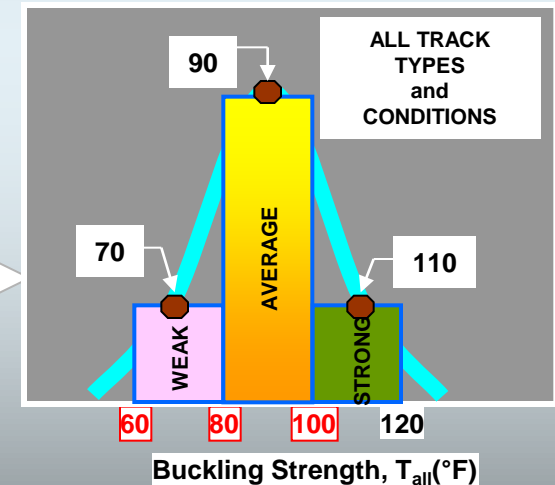 ALL TRACK
TYPES
and
CONDITIONS
90
70
110
WEAK
AVERAGE
STRONG
60
80
100
120
Buckling Strength, Tall(°F)